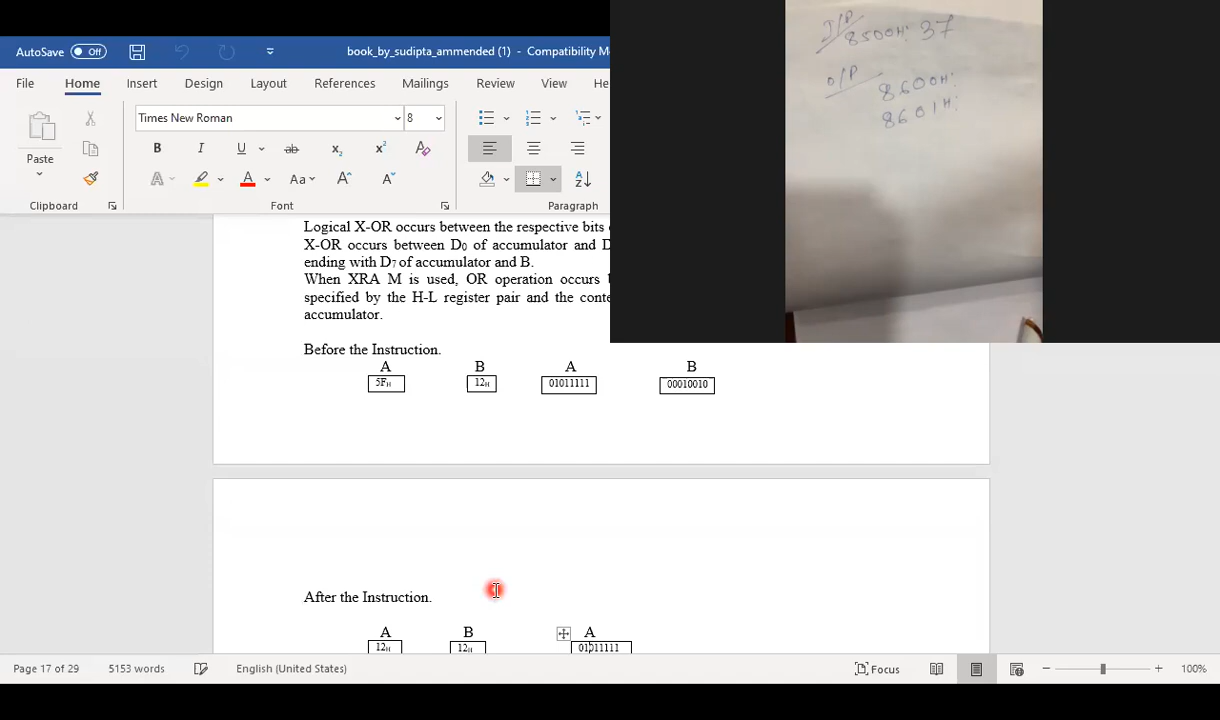 AutoSave Off
book_by_sudipta_ammended (1) - Compatibility M
File Home Insert Design Layout References Mailings Review View
Paste
Clipboard
Times New Roman 8
B I U ab x₂ x² A
A A Aa A A
Font
Paragraph
I/P 8500H: 37
O/P 8600H:
8601H:
Logical X-OR occurs between the respective bits
X-OR occurs between D₀ of accumulator and D
ending with D₇ of accumulator and B.
When XRA M is used, OR operation occurs
specified by the H-L register pair and the conte
accumulator.
Before the Instruction.
A B A B
5FH 12H 01011111 00010010
After the Instruction.
A B A
12H 12H 01011111
Page 17 of 29 5153 words English (United States) Focus 100%